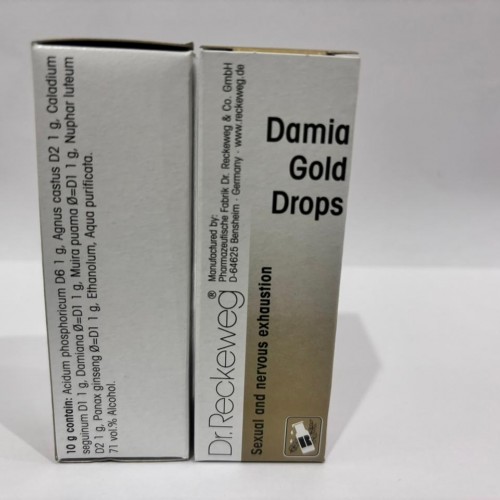 10 g contain: Acidum phosphoricum D6 1 g, Agnus castus D2 1 g, Caladium
seguinum D1 1 g, Damiana Ø=D1 1 g, Muira puama Ø=D1 1 g, Nuphar luteum
D2 1 g, Panax ginseng Ø=D1 1 g, Ethanolum, Aqua purificata.
71 vol.% Alcohol.
Dr.Reckeweg®
Manufactured by:
Pharmazeutische Fabrik Dr. Reckeweg & Co. GmbH
D-64625 Bensheim · Germany · www.reckeweg.de
Damia
Gold
Drops
Sexual and nervous exhaustion